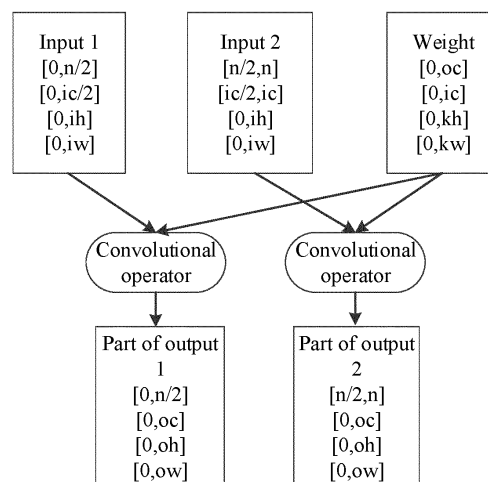 Input 1
[0,n/2]
[0,ic/2]
[0,ih]
[0,iw]
Input 2
[n/2,n]
[ic/2,ic]
[0,ih]
[0,iw]
Weight
[0,oc]
[0,ic]
[0,kh]
[0,kw]
Convolutional
operator
Convolutional
operator
Part of output
1
[0,n/2]
[0,oc]
[0,oh]
[0,ow]
Part of output
2
[n/2,n]
[0,oc]
[0,oh]
[0,ow]